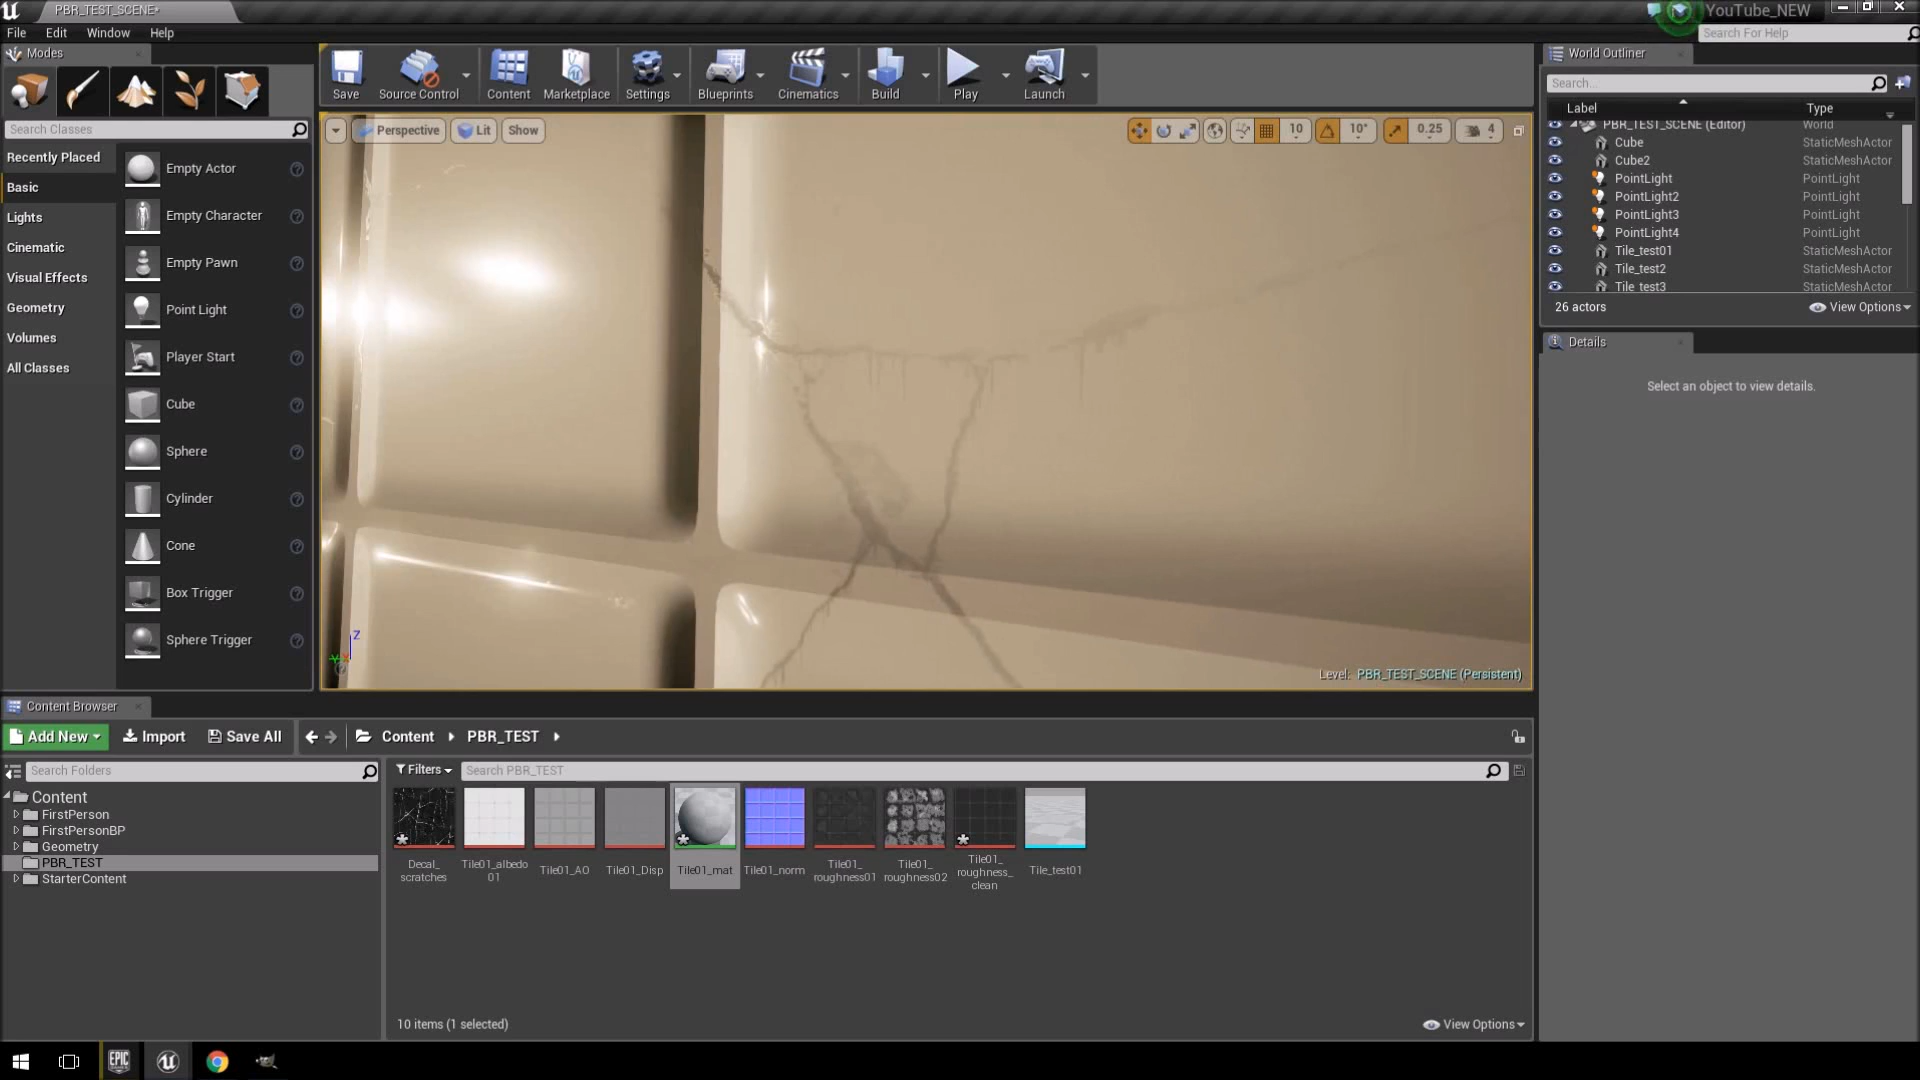 PBR_TEST_SCENE*
YouTube_NEW
File Edit Window Help
Search For Help
Modes
Save
Source Control
Content
Marketplace
Settings
Blueprints
Cinematics
Build
Play
Launch
World Outliner
Search...
Label Type
PBR_TEST_SCENE (Editor) World
Cube StaticMeshActor
Cube2 StaticMeshActor
PointLight PointLight
PointLight2 PointLight
PointLight3 PointLight
PointLight4 PointLight
Tile_test01 StaticMeshActor
Tile_test2 StaticMeshActor
Tile_test3 StaticMeshActor
26 actors View Options
Details
Select an object to view details.
Search Classes
Recently Placed
Basic
Lights
Cinematic
Visual Effects
Geometry
Volumes
All Classes
Empty Actor
Empty Character
Empty Pawn
Point Light
Player Start
Cube
Sphere
Cylinder
Cone
Box Trigger
Sphere Trigger
Perspective Lit Show
10 10° 0.25 4
Z
Level: PBR_TEST_SCENE (Persistent)
Content Browser
Add New Import Save All Content PBR_TEST
Search Folders
Filters Search PBR_TEST
Content
FirstPerson
FirstPersonBP
Geometry
PBR_TEST
StarterContent
Decal_
scratches
Tile01_albedo
01
Tile01_AO
Tile01_Disp
Tile01_mat
Tile01_norm
Tile01_
roughness01
Tile01_
roughness02
Tile01_
roughness_
clean
Tile_test01
10 items (1 selected) View Options
EPIC